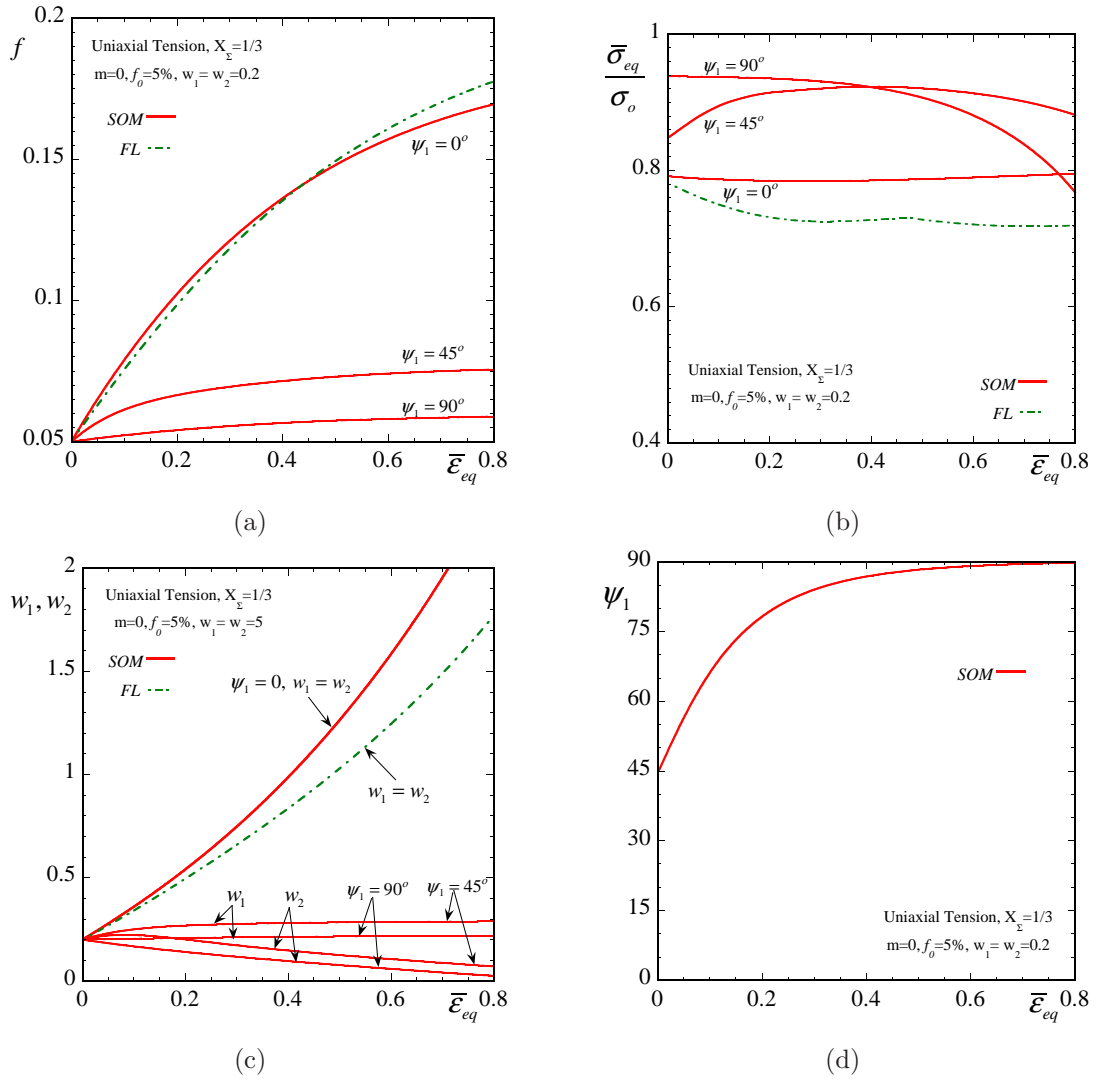 f
0.2
0.15
0.1
0.05
Uniaxial Tension, X_Σ=1/3
m=0, f_0=5%, w_1= w_2=0.2
SOM
FL
ψ_1 = 0^o
ψ_1 = 45^o
ψ_1 = 90^o
0 0.2 0.4 0.6 0.8
ε̅_eq
(a)
σ̅_eq
σ_o
1
0.8
0.6
0.4
ψ_1 = 90^o
ψ_1 = 45^o
ψ_1 = 0^o
Uniaxial Tension, X_Σ=1/3
m=0, f_0=5%, w_1= w_2=0.2
SOM
FL
0 0.2 0.4 0.6 0.8
ε̅_eq
(b)
w_1, w_2
2
1.5
1
0.5
0
Uniaxial Tension, X_Σ=1/3
m=0, f_0=5%, w_1= w_2=5
SOM
FL
ψ_1 = 0, w_1 = w_2
w_1 = w_2
w_1
w_2
ψ_1 = 90^o
ψ_1 = 45^o
0 0.2 0.4 0.6 0.8
ε̅_eq
(c)
ψ_1
90
75
60
45
30
15
0
SOM
Uniaxial Tension, X_Σ=1/3
m=0, f_0=5%, w_1= w_2=0.2
0 0.2 0.4 0.6 0.8
ε̅_eq
(d)